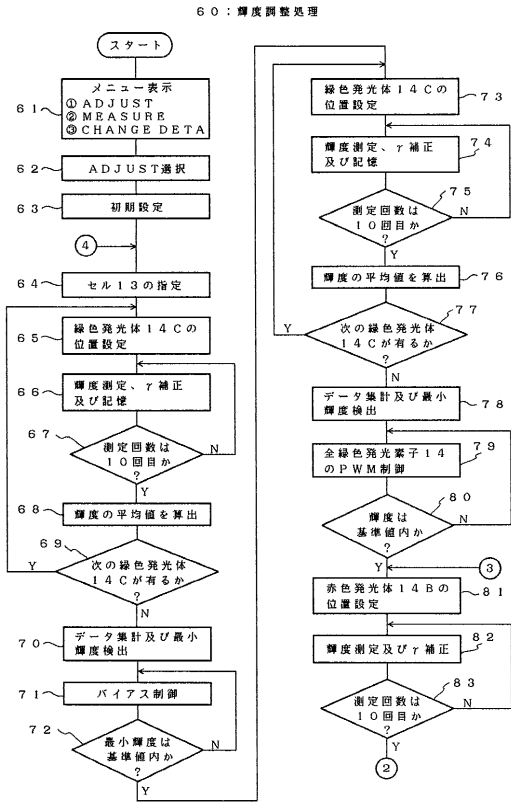 60：輝度調整処理
スタート
61
メニュー表示
① ADJUST
② MEASURE
③ CHANGE DETA
62
ADJUST選択
63
初期設定
④
64
セル13の指定
65
緑色発光体14Cの
位置設定
66
輝度測定、γ補正
及び記憶
67
測定回数は
10回目か
?
N
Y
68
輝度の平均値を算出
69
次の緑色発光体
14Cが有るか
?
Y
N
70
データ集計及び最小
輝度検出
71
バイアス制御
72
最小輝度は
基準値内か
?
N
Y
73
緑色発光体14Cの
位置設定
74
輝度測定、γ補正
及び記憶
75
測定回数は
10回目か
?
N
Y
76
輝度の平均値を算出
77
次の緑色発光体
14Cが有るか
?
Y
N
78
データ集計及び最小
輝度検出
79
全緑色発光素子14
のPWM制御
80
輝度は
基準値内か
?
N
Y
③
81
赤色発光体14Bの
位置設定
82
輝度測定及びγ補正
83
測定回数は
10回目か
?
N
Y
②